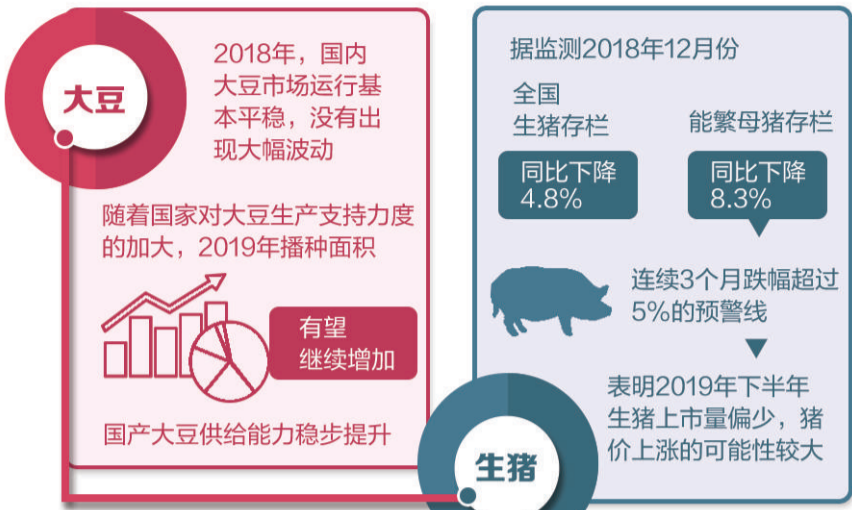 大豆
2018年，国内
大豆市场运行基
本平稳，没有出
现大幅波动
随着国家对大豆生产支持力度
的加大，2019年播种面积
有望
继续增加
国产大豆供给能力稳步提升
生猪
据监测2018年12月份
全国
生猪存栏
同比下降
4.8%
能繁母猪存栏
同比下降
8.3%
连续3个月跌幅超过
5%的预警线
表明2019年下半年
生猪上市量偏少，猪
价上涨的可能性较大